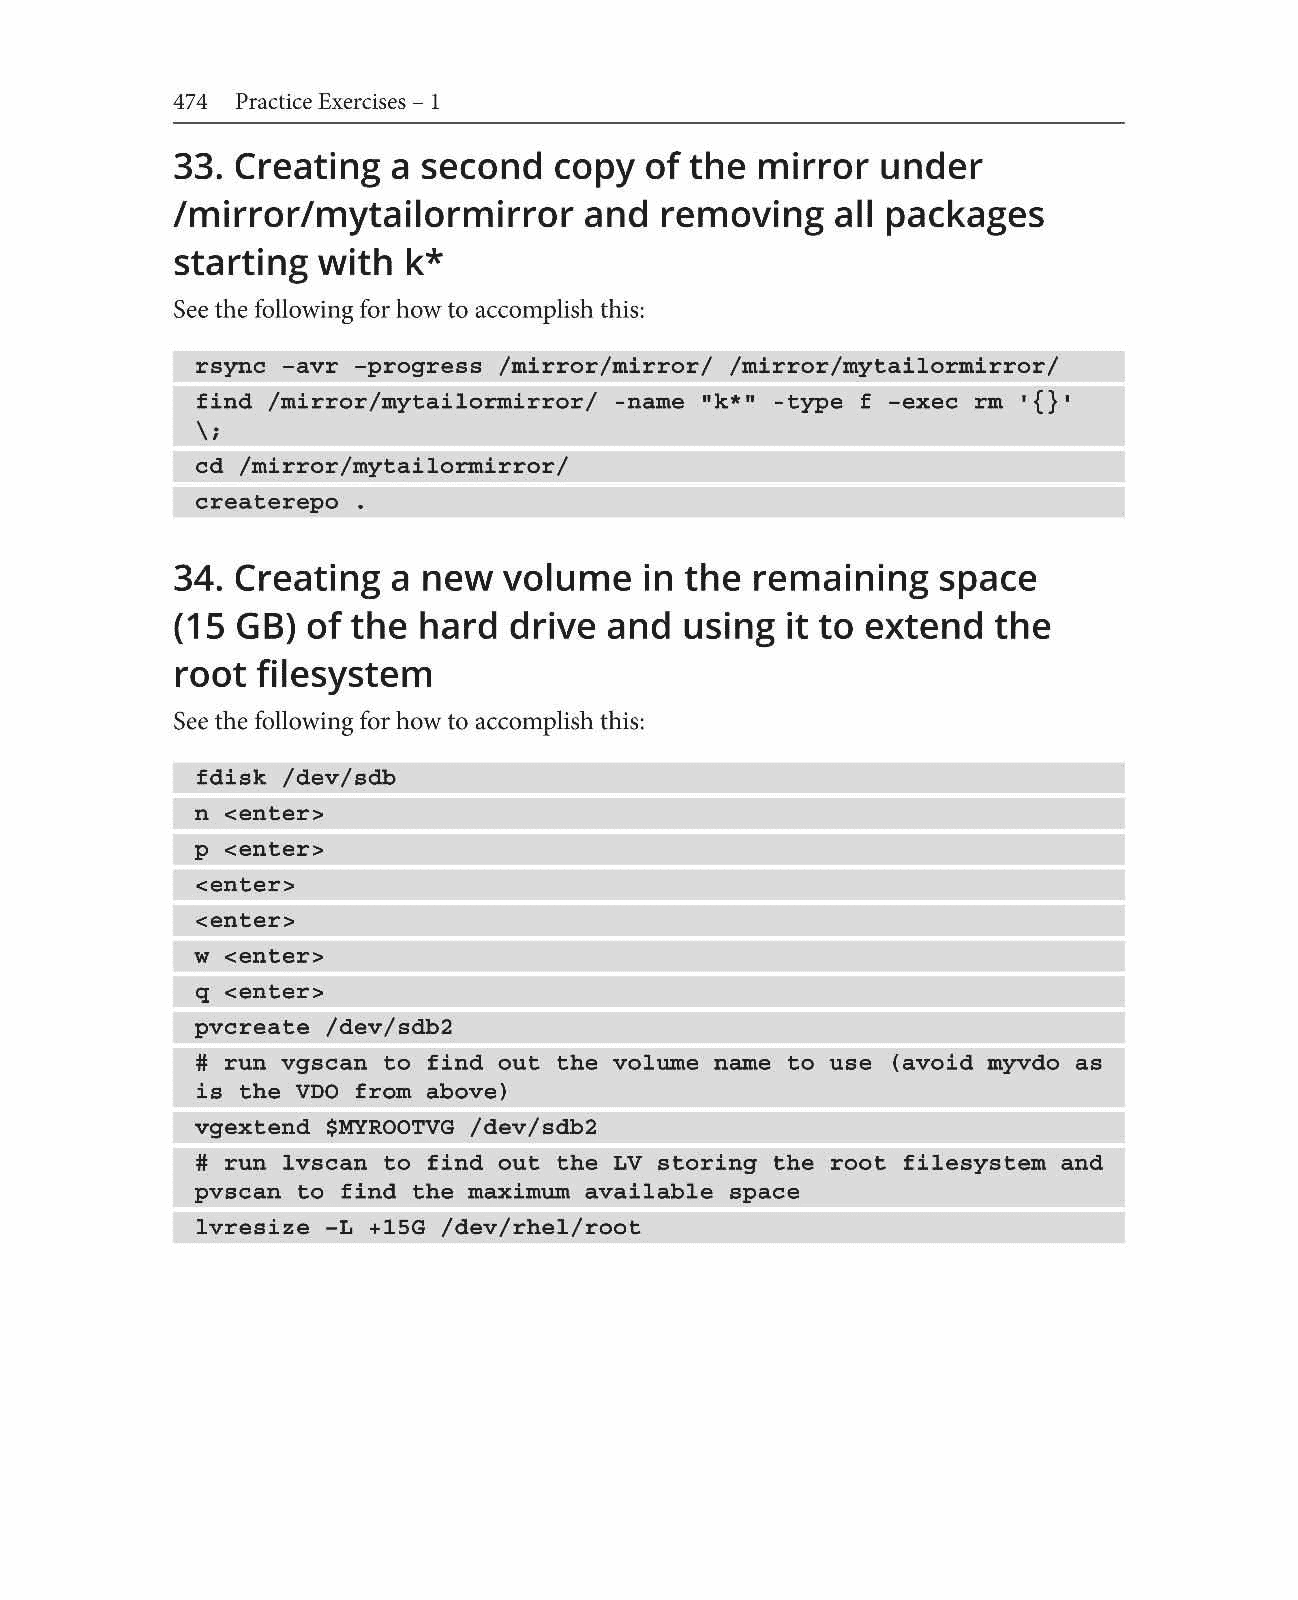 474 Practice Exercises – 1
33. Creating a second copy of the mirror under
/mirror/mytailormirror and removing all packages
starting with k*
See the following for how to accomplish this:
rsync –avr –progress /mirror/mirror/ /mirror/mytailormirror/
find /mirror/mytailormirror/ -name "k*" -type f –exec rm '{}'
\;
cd /mirror/mytailormirror/
createrepo .
34. Creating a new volume in the remaining space
(15 GB) of the hard drive and using it to extend the
root filesystem
See the following for how to accomplish this:
fdisk /dev/sdb
n <enter>
p <enter>
<enter>
<enter>
w <enter>
q <enter>
pvcreate /dev/sdb2
# run vgscan to find out the volume name to use (avoid myvdo as
is the VDO from above)
vgextend $MYROOTVG /dev/sdb2
# run lvscan to find out the LV storing the root filesystem and
pvscan to find the maximum available space
lvresize –L +15G /dev/rhel/root